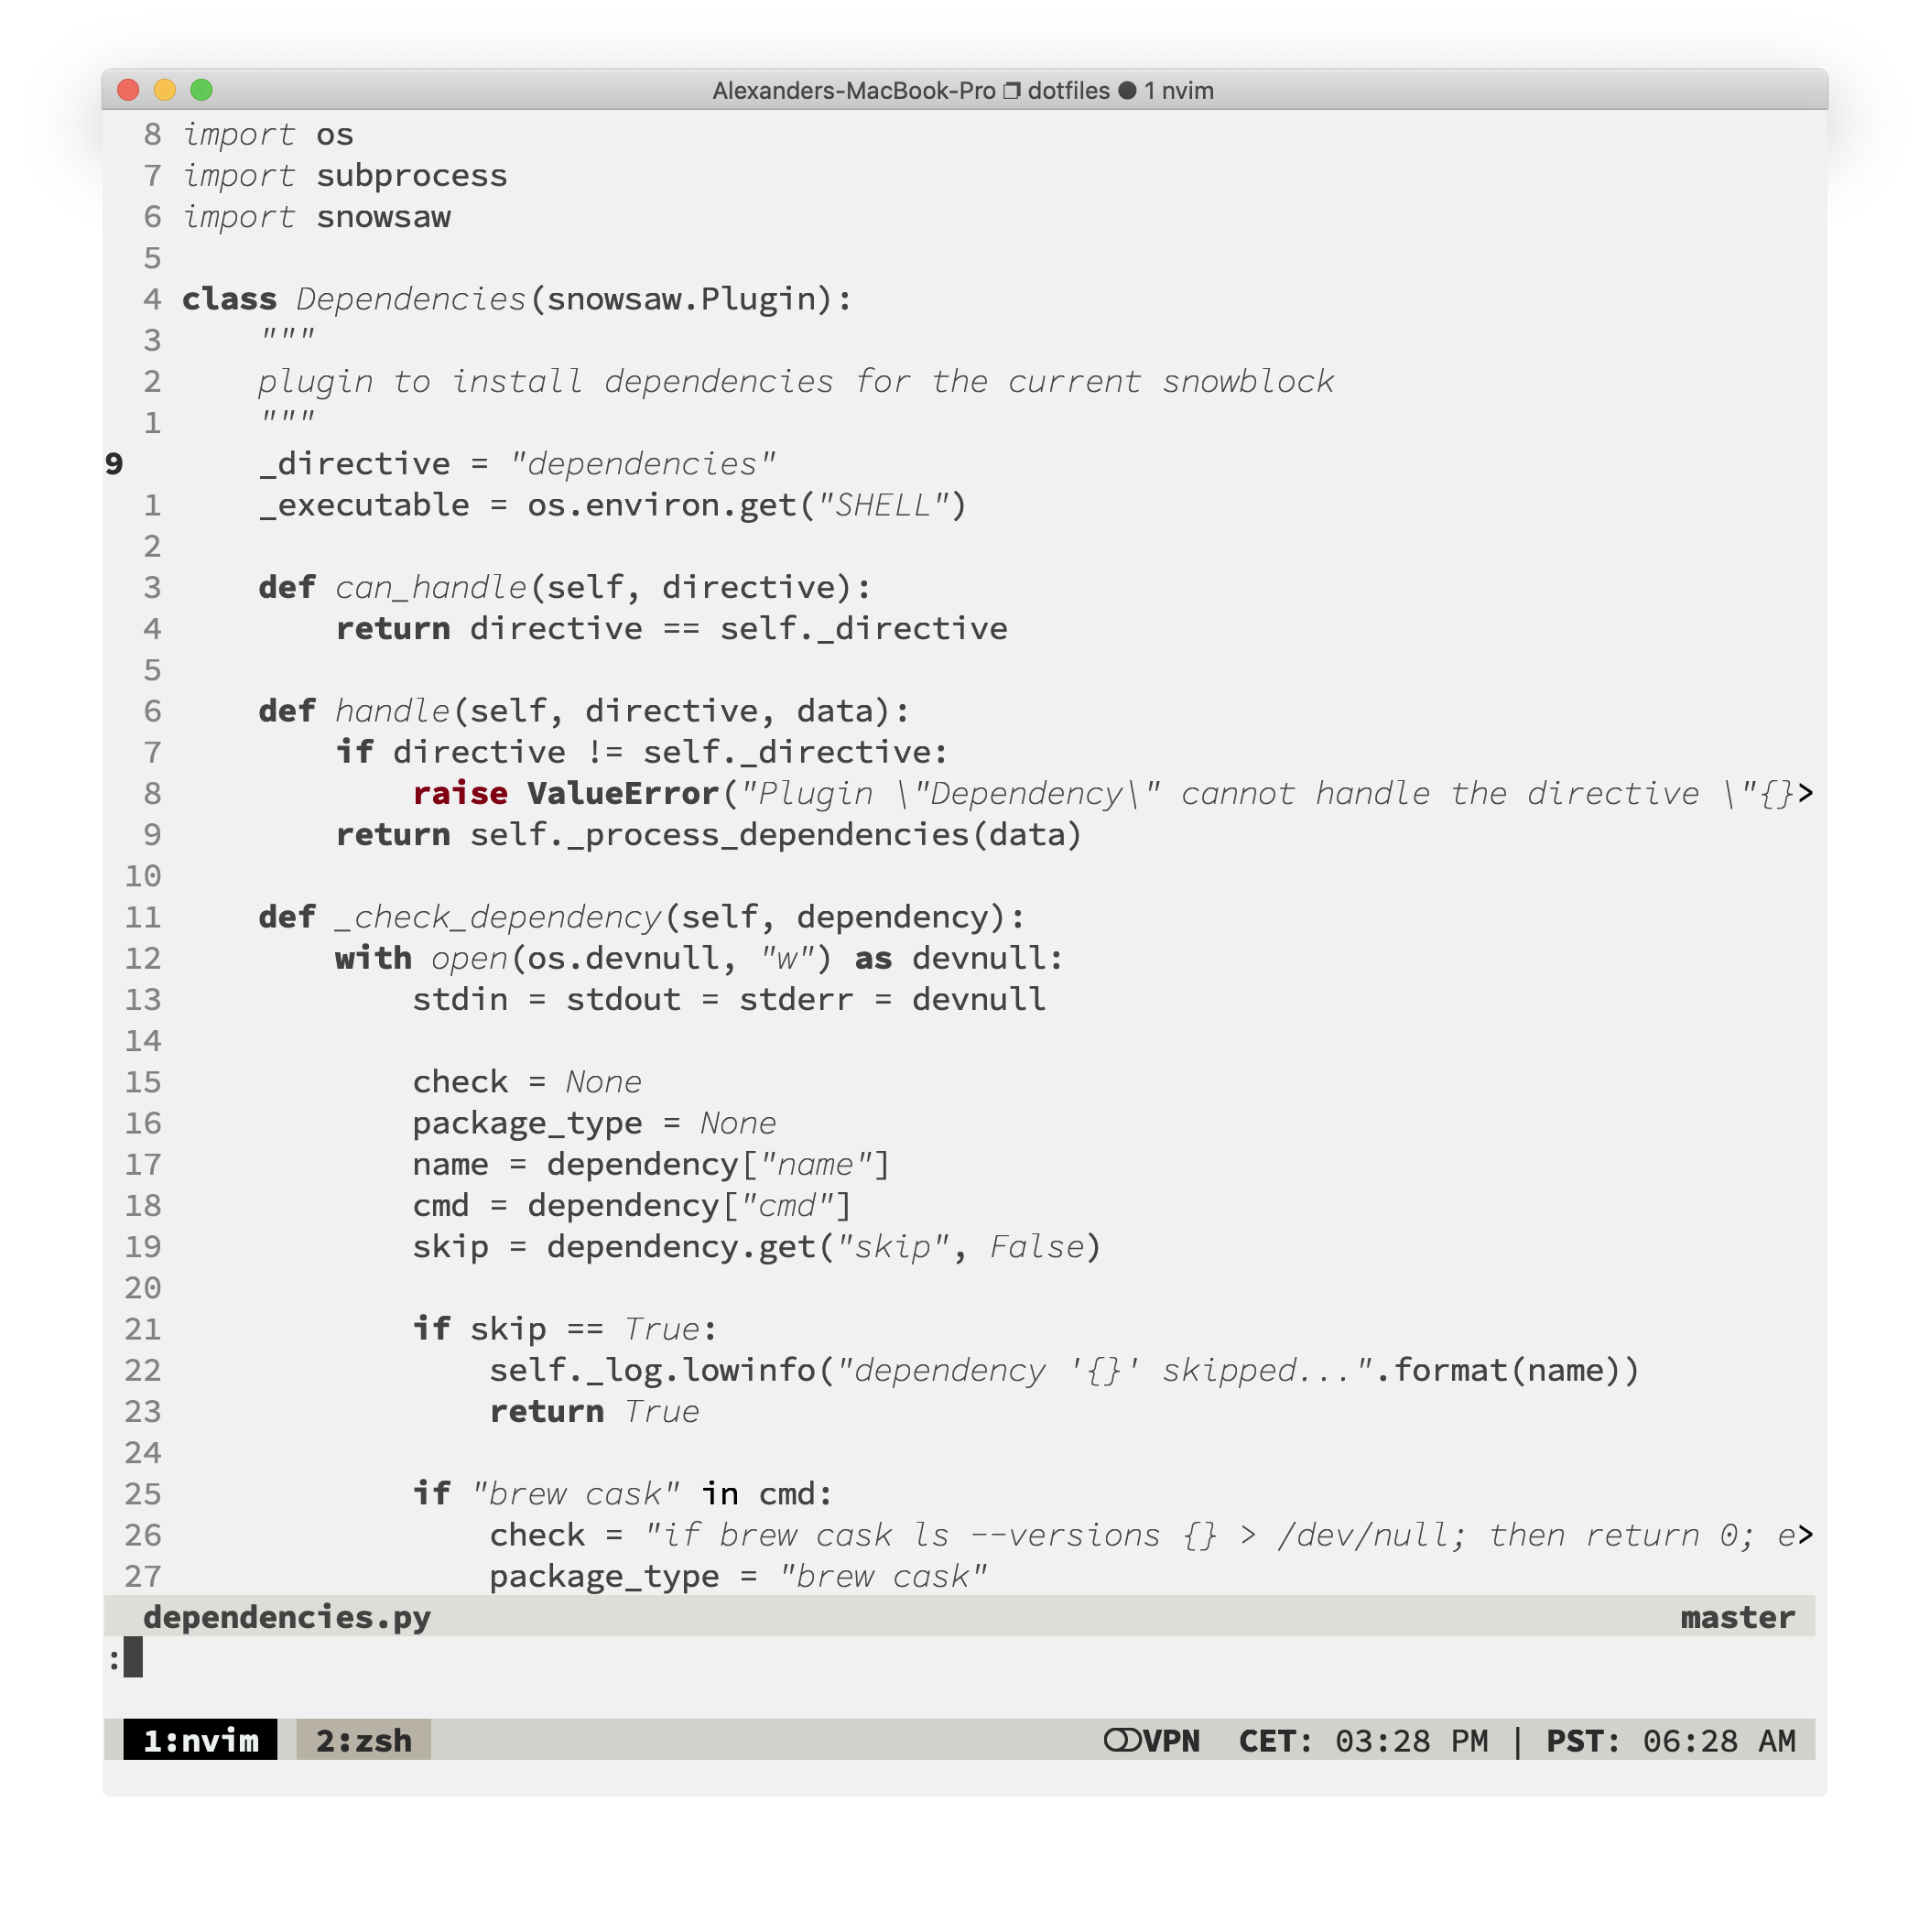 Alexanders-MacBook-Pro ❐ dotfiles ● 1 nvim
  8 import os
  7 import subprocess
  6 import snowsaw
  5
  4 class Dependencies(snowsaw.Plugin):
  3     """
  2     plugin to install dependencies for the current snowblock
  1     """
9       _directive = "dependencies"
  1     _executable = os.environ.get("SHELL")
  2
  3     def can_handle(self, directive):
  4         return directive == self._directive
  5
  6     def handle(self, directive, data):
  7         if directive != self._directive:
  8             raise ValueError("Plugin \"Dependency\" cannot handle the directive \"{}>
  9         return self._process_dependencies(data)
 10
 11     def _check_dependency(self, dependency):
 12         with open(os.devnull, "w") as devnull:
 13             stdin = stdout = stderr = devnull
 14
 15             check = None
 16             package_type = None
 17             name = dependency["name"]
 18             cmd = dependency["cmd"]
 19             skip = dependency.get("skip", False)
 20
 21             if skip == True:
 22                 self._log.lowinfo("dependency '{}' skipped...".format(name))
 23                 return True
 24
 25             if "brew cask" in cmd:
 26                 check = "if brew cask ls --versions {} > /dev/null; then return 0; e>
 27                 package_type = "brew cask"
dependencies.py master
:
1:nvim 2:zsh VPN CET: 03:28 PM | PST: 06:28 AM